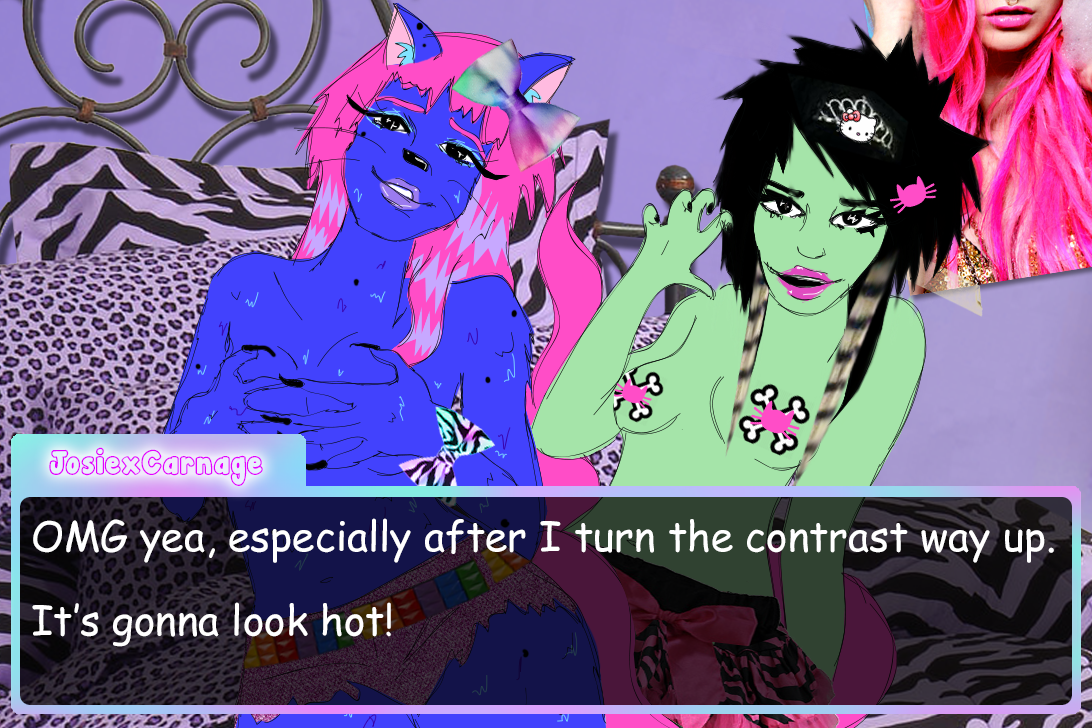 JosiexCarnage
OMG yea, especially after I turn the contrast way up.
It's gonna look hot!